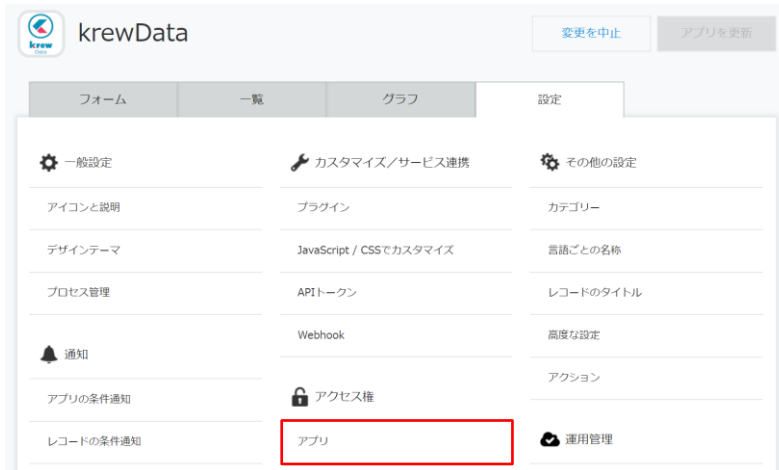 krew
Data
krewData
変更を中止
アプリを更新
フォーム
一覧
グラフ
設定
一般設定
アイコンと説明
デザインテーマ
プロセス管理
通知
アプリの条件通知
レコードの条件通知
カスタマイズ／サービス連携
プラグイン
JavaScript / CSSでカスタマイズ
APIトークン
Webhook
アクセス権
アプリ
その他の設定
カテゴリー
言語ごとの名称
レコードのタイトル
高度な設定
アクション
運用管理